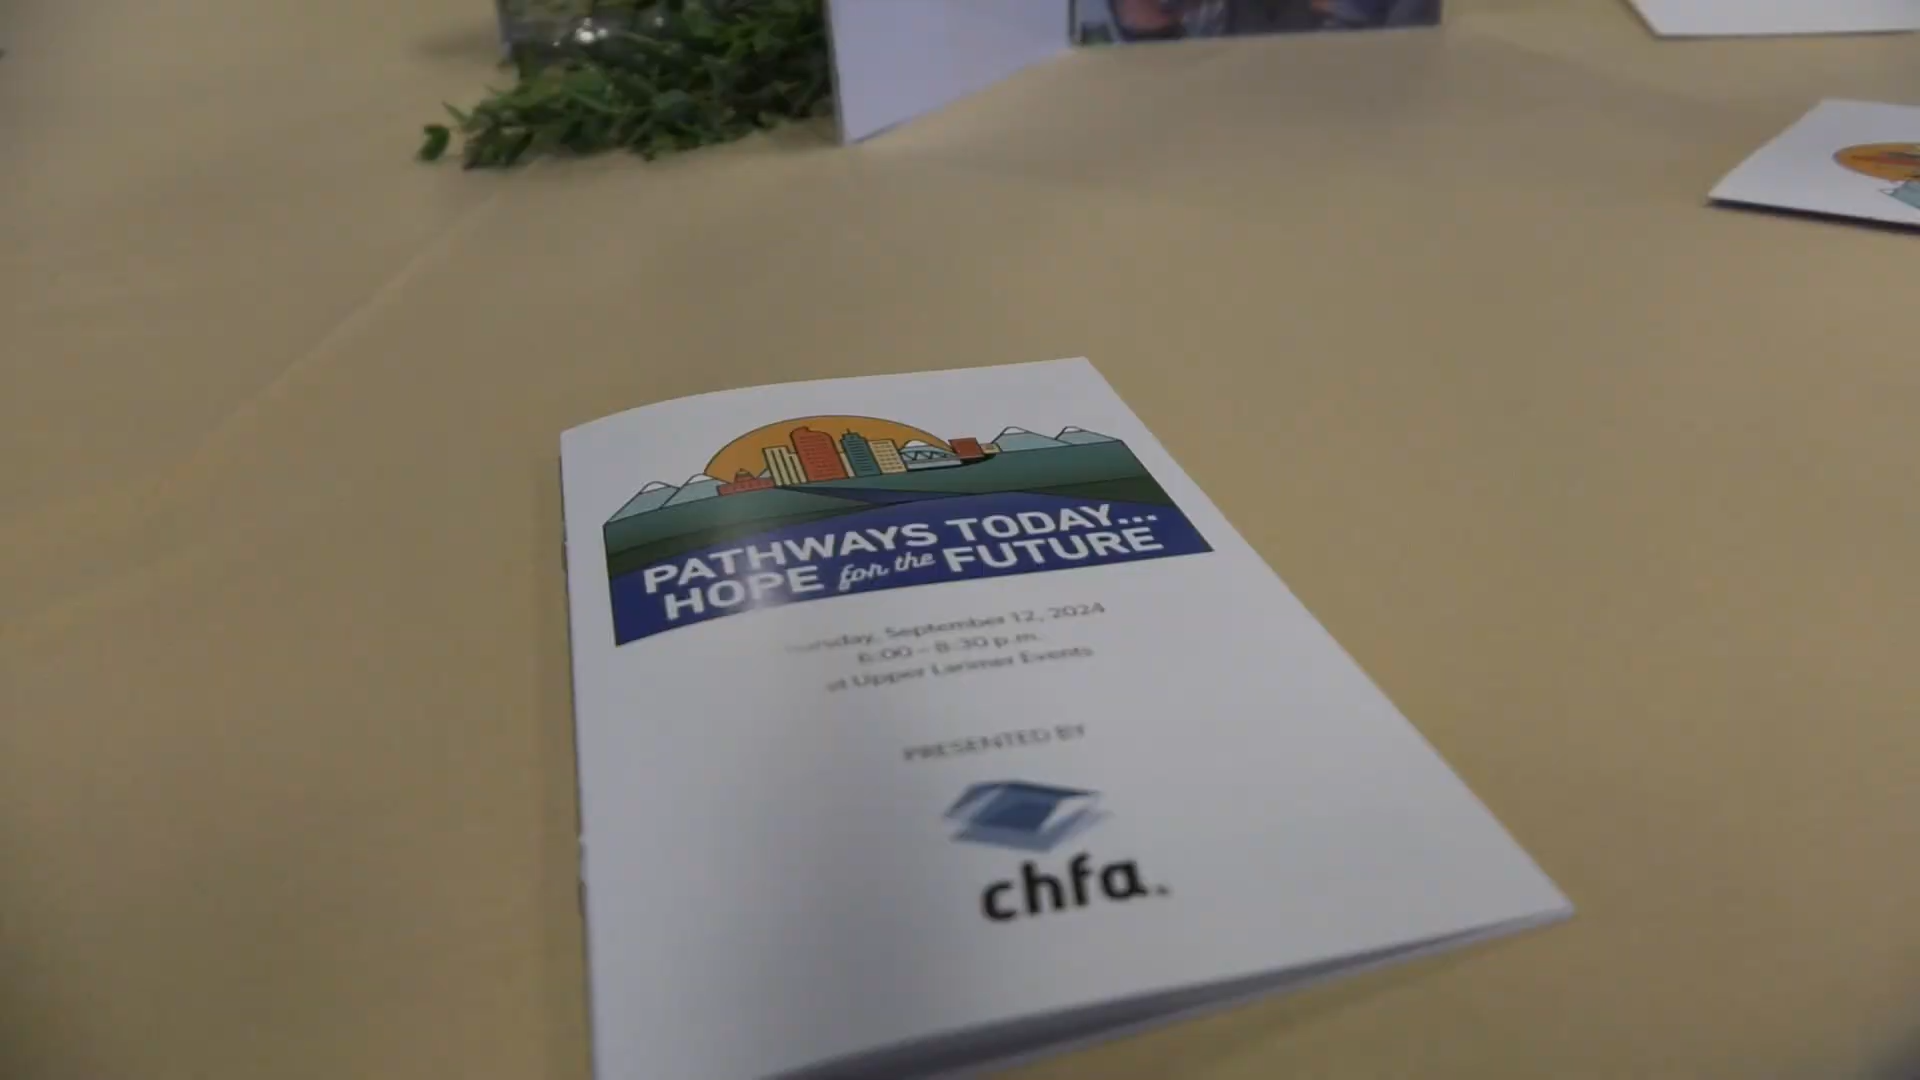 PATHWAYS TODAY...
HOPE for the FUTURE
Thursday, September 12, 2024
6:00 – 8:30 p.m.
at Upper Larimer Events
PRESENTED BY
chfa.